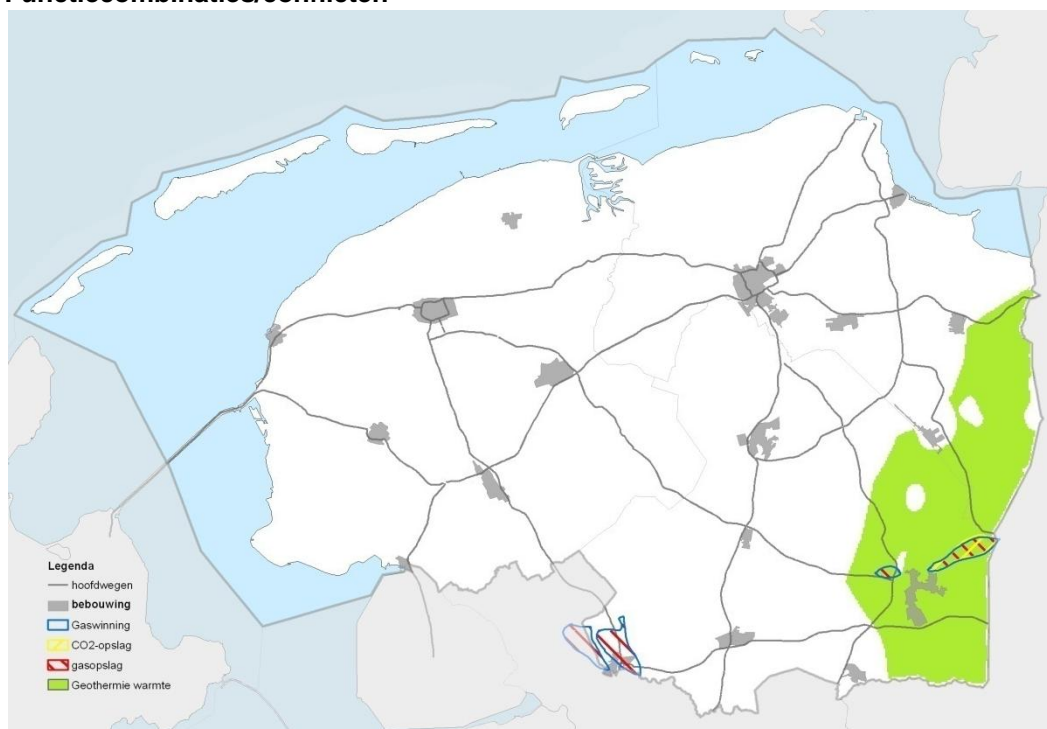 Functiecombinaties/conflicten
Legenda
hoofdwegen
bebouwing
Gaswinning
CO2-opslag
gasopslag
Geothermie warmte